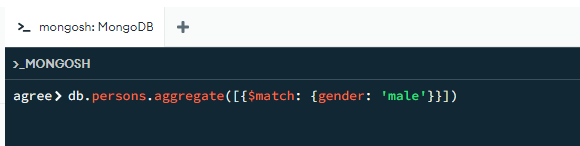 >_ mongosh: MongoDB +
>_MONGOSH
agree> db.persons.aggregate([{$match: {gender: 'male'}}])